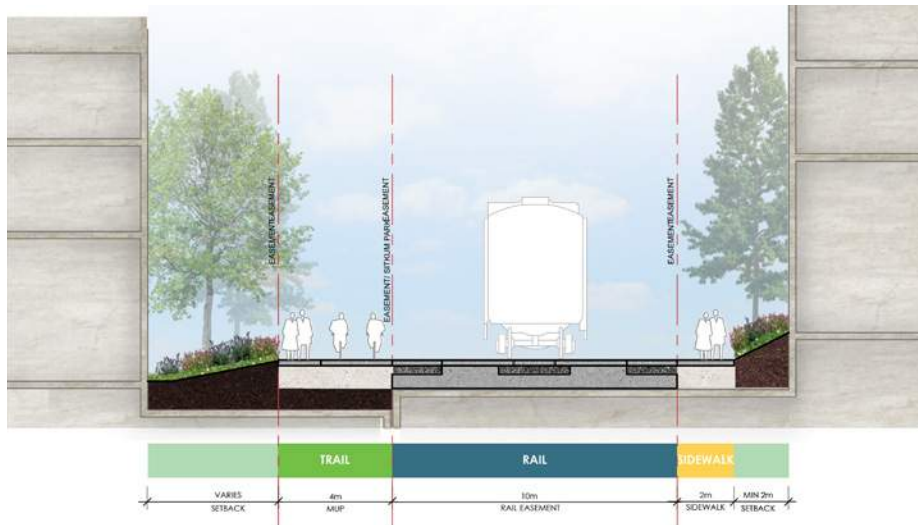 EASEMENT
EASEMENT
EASEMENT/ SITKUM PARK
EASEMENT
EASEMENT
EASEMENT
TRAIL
RAIL
SIDEWALK
VARIES
4m
10m
2m
MIN 2m
SETBACK
MUP
RAIL EASEMENT
SIDEWALK
SETBACK